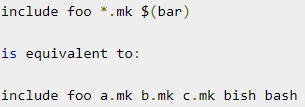 include foo *.mk $(bar)
is equivalent to:
include foo a.mk b.mk c.mk bish bash